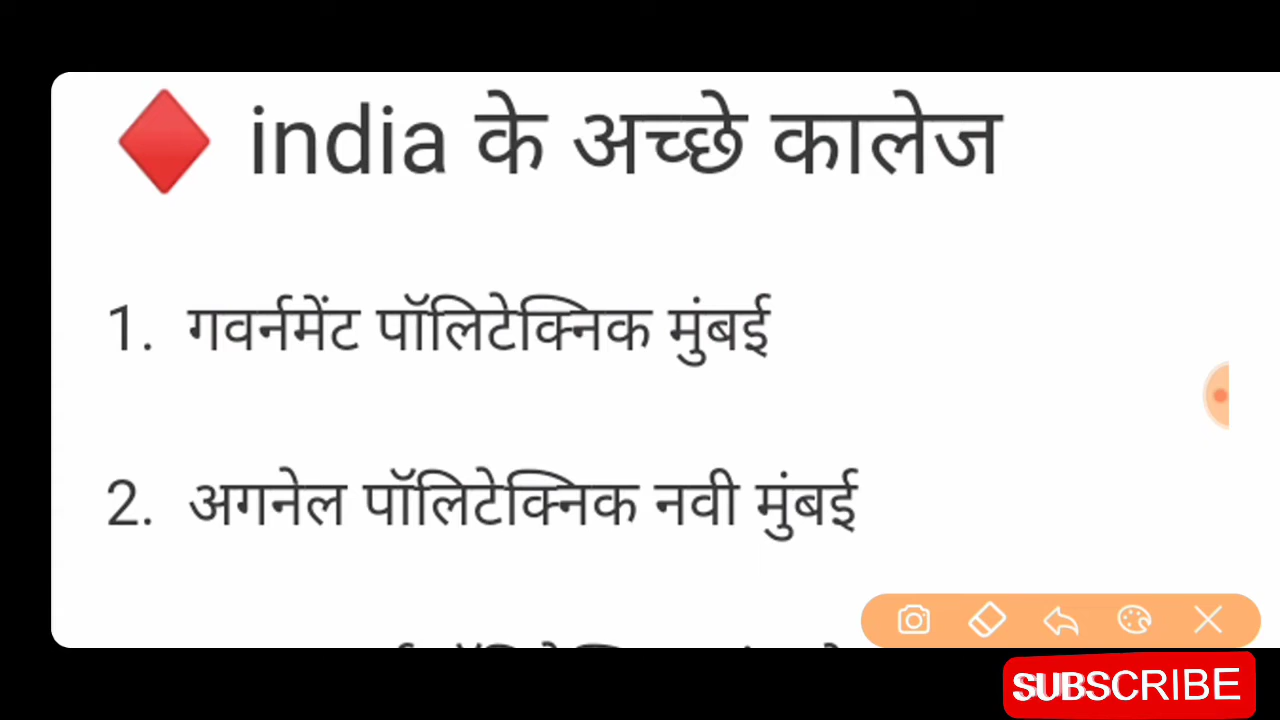 india के अच्छे कालेज
1. गवर्नमेंट पॉलिटेक्निक मुंबई
2. अगनेल पॉलिटेक्निक नवी मुंबई
SUBSCRIBE